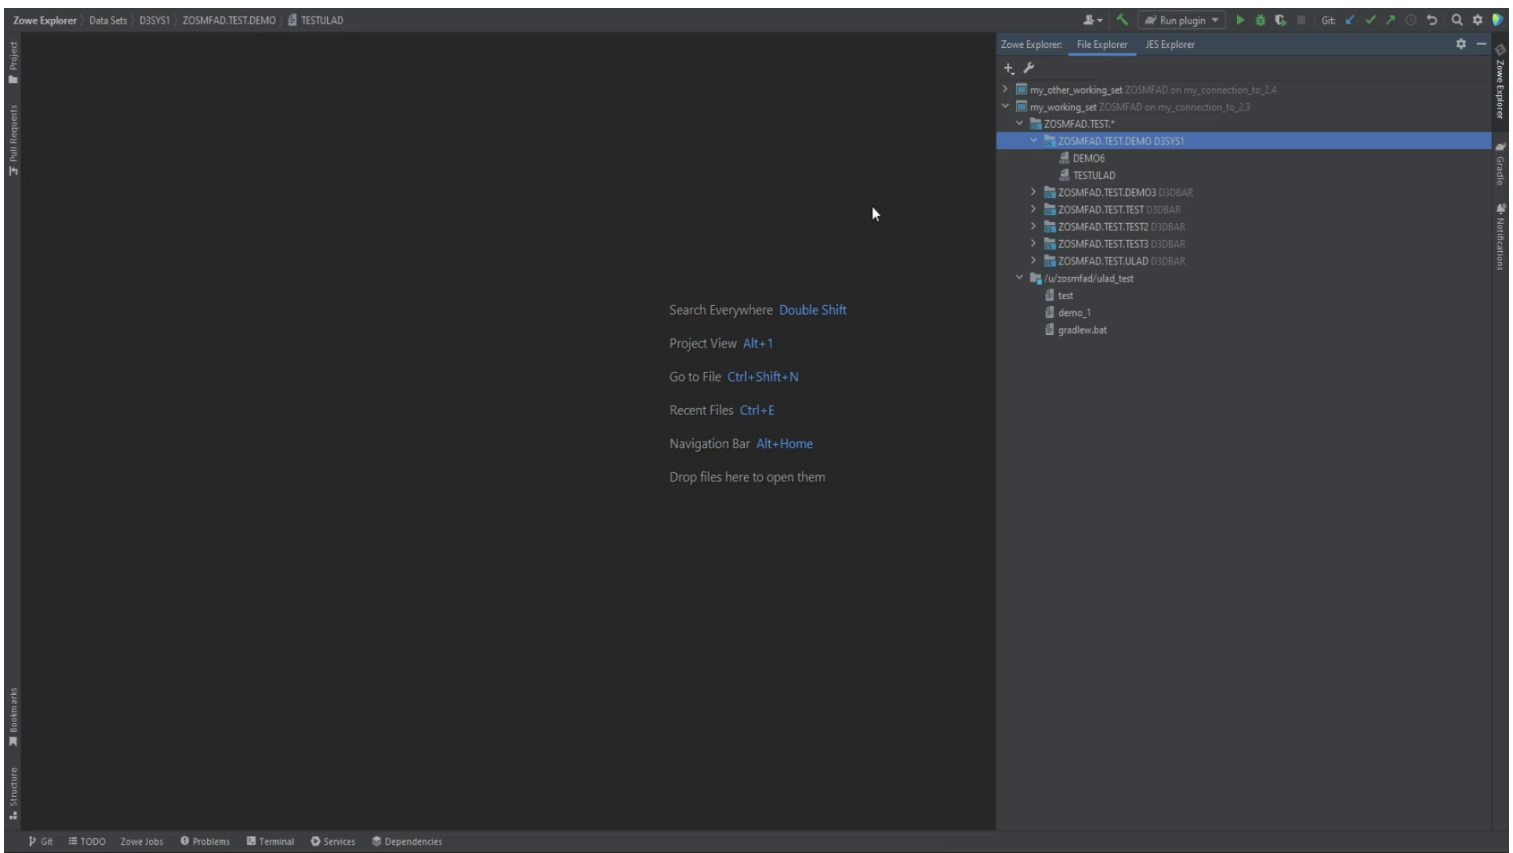 Zowe Explorer Data Sets D3SYS1 ZOSMFAD.TEST.DEMO TESTULAD
Run plugin
Git:
Zowe Explorer: File Explorer JES Explorer
my_other_working_set ZOSMFAD on my_connection_to_2.4
my_working_set ZOSMFAD on my_connection_to_2.3
ZOSMFAD.TEST.*
ZOSMFAD.TEST.DEMO D3SYS1
DEMO6
TESTULAD
ZOSMFAD.TEST.DEMO3 D3DBAR
ZOSMFAD.TEST.TEST D3DBAR
ZOSMFAD.TEST.TEST2 D3DBAR
ZOSMFAD.TEST.TEST3 D3DBAR
ZOSMFAD.TEST.ULAD D3DBAR
/u/zosmfad/ulad_test
test
demo_1
gradlew.bat
Project
Pull Requests
Bookmarks
Structure
Search Everywhere Double Shift
Project View Alt+1
Go to File Ctrl+Shift+N
Recent Files Ctrl+E
Navigation Bar Alt+Home
Drop files here to open them
Zowe Explorer
Gradle
Notifications
Git TODO Zowe Jobs Problems Terminal Services Dependencies